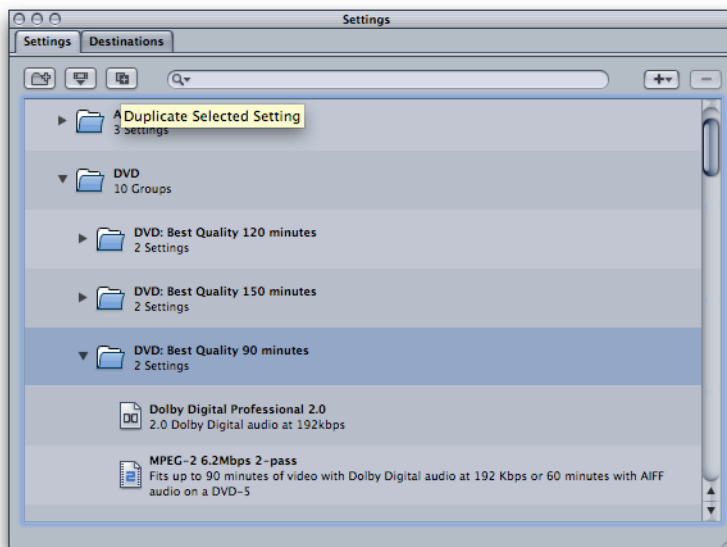 Settings
Settings Destinations
Duplicate Selected Setting
3 Settings
DVD
10 Groups
DVD: Best Quality 120 minutes
2 Settings
DVD: Best Quality 150 minutes
2 Settings
DVD: Best Quality 90 minutes
2 Settings
Dolby Digital Professional 2.0
2.0 Dolby Digital audio at 192kbps
MPEG-2 6.2Mbps 2-pass
Fits up to 90 minutes of video with Dolby Digital audio at 192 Kbps or 60 minutes with AIFF
audio on a DVD-5